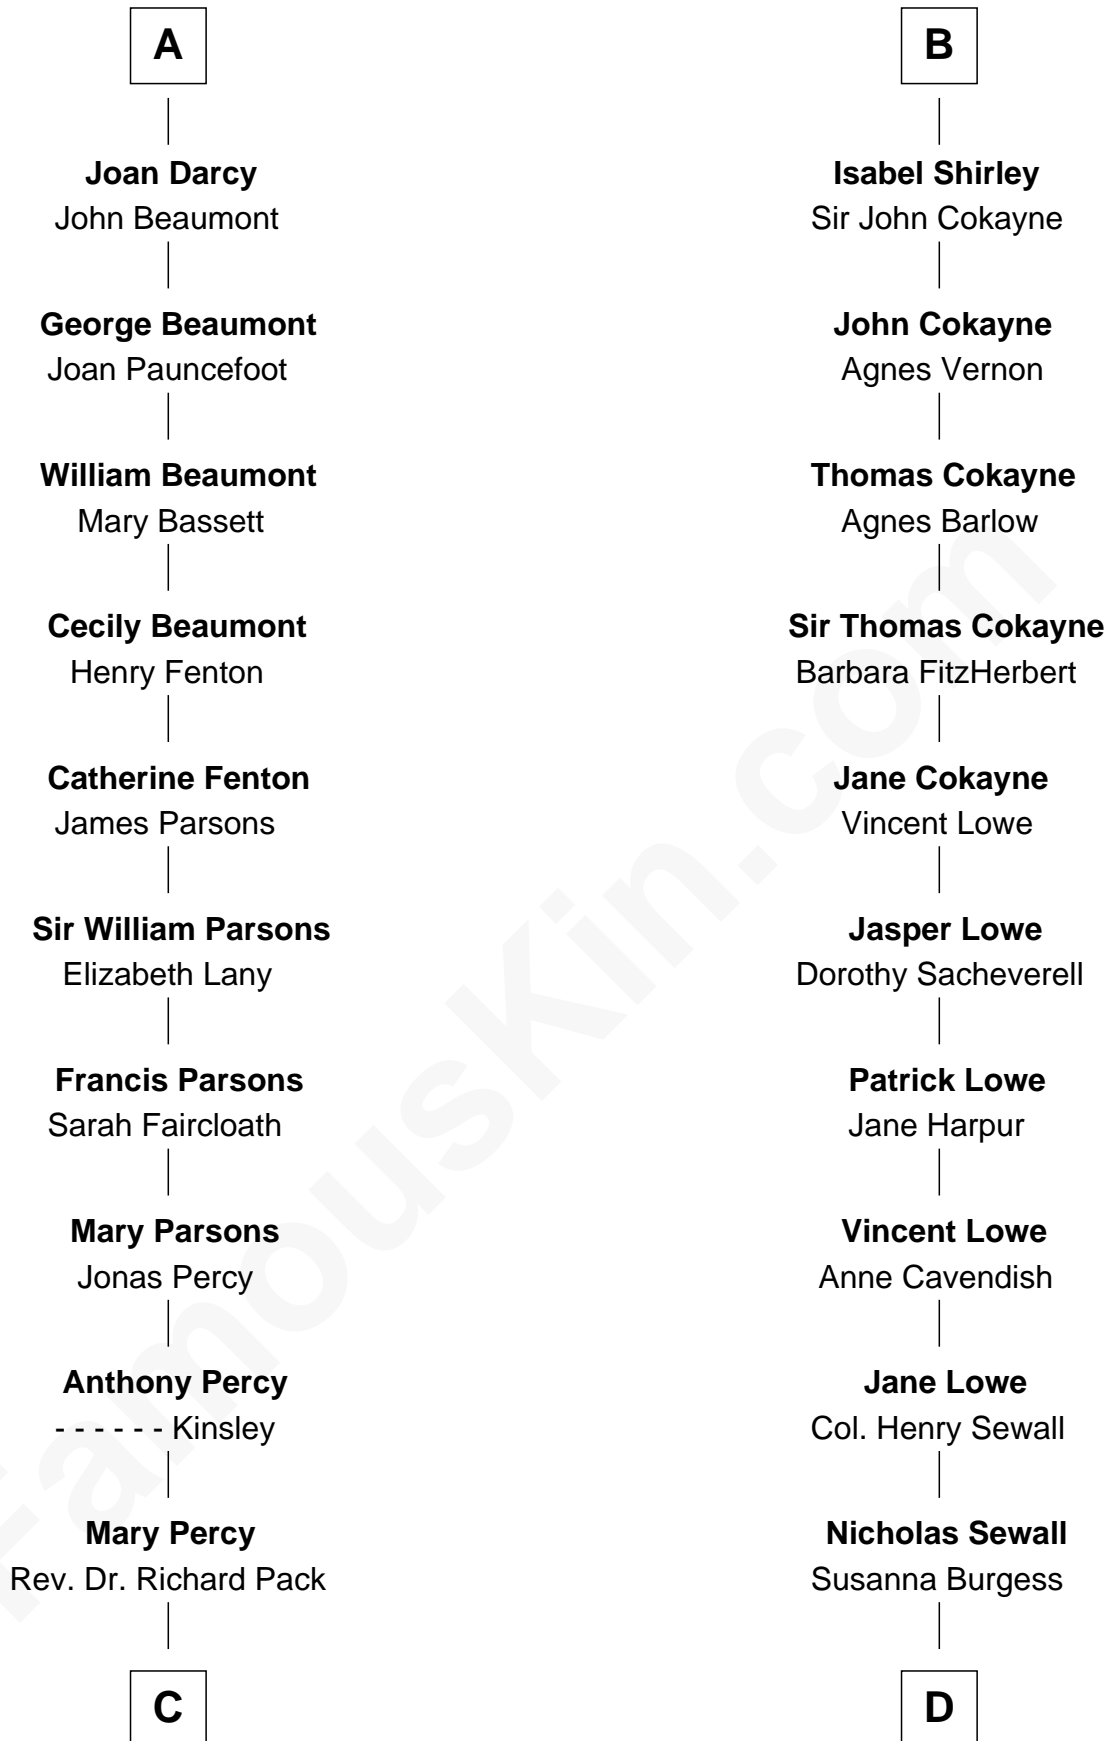 A
Joan Darcy
John Beaumont
George Beaumont
Joan Pauncefoot
William Beaumont
Mary Bassett
Cecily Beaumont
Henry Fenton
Catherine Fenton
James Parsons
Sir William Parsons
Elizabeth Lany
Francis Parsons
Sarah Faircloath
Mary Parsons
Jonas Percy
Anthony Percy
- - - - - - Kinsley
Mary Percy
Rev. Dr. Richard Pack
C
B
Isabel Shirley
Sir John Cokayne
John Cokayne
Agnes Vernon
Thomas Cokayne
Agnes Barlow
Sir Thomas Cokayne
Barbara FitzHerbert
Jane Cokayne
Vincent Lowe
Jasper Lowe
Dorothy Sacheverell
Patrick Lowe
Jane Harpur
Vincent Lowe
Anne Cavendish
Jane Lowe
Col. Henry Sewall
Nicholas Sewall
Susanna Burgess
D
FamousKin.com